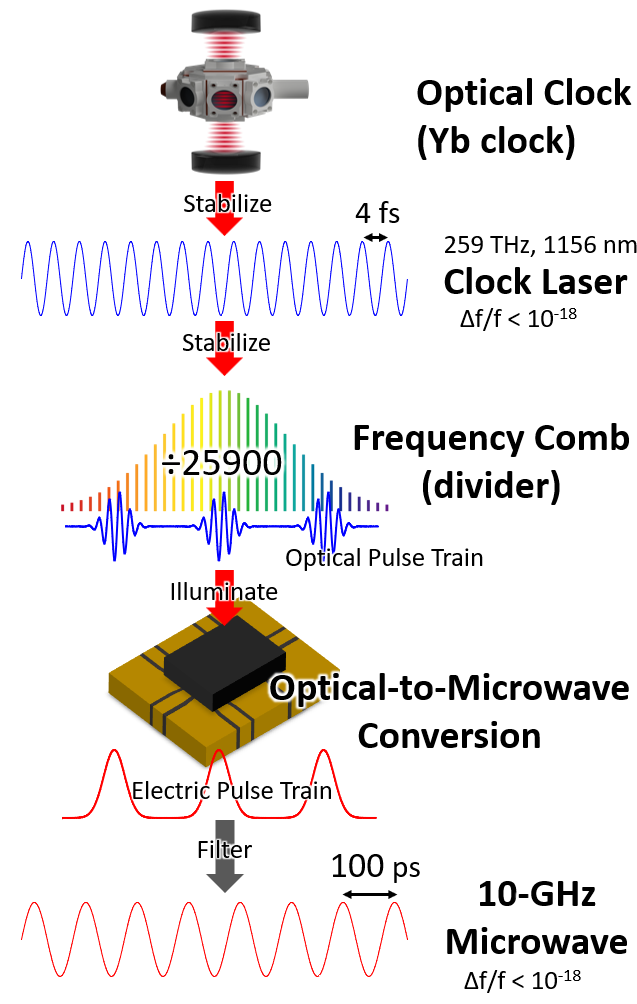 Optical Clock
(Yb clock)
Stabilize
4 fs
259 THz, 1156 nm
Clock Laser
Δf/f < 10⁻¹⁸
Stabilize
÷25900
Frequency Comb
(divider)
Optical Pulse Train
Illuminate
Optical-to-Microwave
Conversion
Electric Pulse Train
Filter
100 ps
10-GHz
Microwave
Δf/f < 10⁻¹⁸